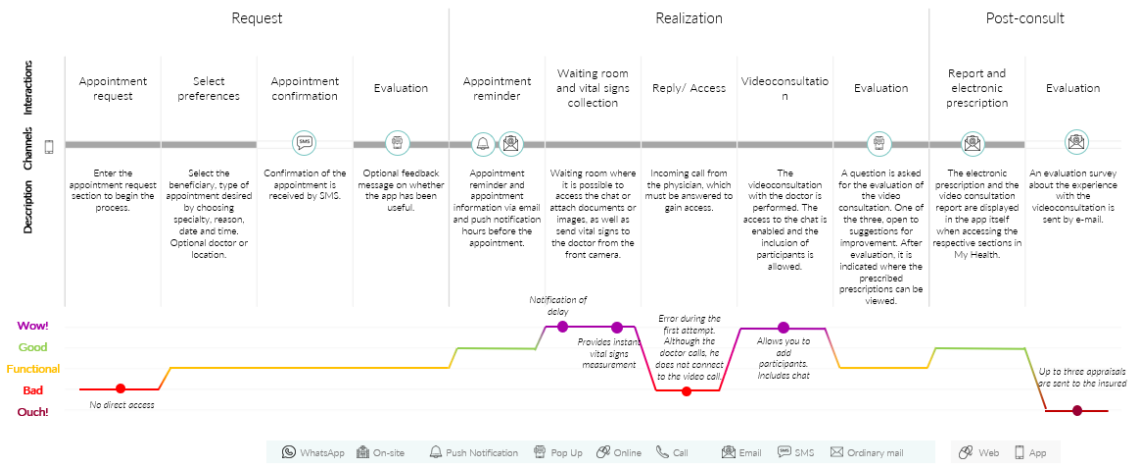 Request
Realization
Post-consult
Interactions
Appointment
request
Select
preferences
Appointment
confirmation
Evaluation
Appointment
reminder
Waiting room
and vital signs
collection
Reply/ Access
Videoconsultatio
n
Evaluation
Report and
electronic
prescription
Evaluation
Channels
SMS
Description
Enter the
appointment request
section to begin the
process.
Select the
beneficiary, type of
appointment desired
by choosing
specialty, reason,
date and time.
Optional doctor or
location.
Confirmation of the
appointment is
received by SMS.
Optional feedback
message on whether
the app has been
useful.
Appointment
reminder and
appointment
information via email
and push notification
hours before the
appointment.
Waiting room where
it is possible to
access the chat or
attach documents or
images, as well as
send vital signs to
the doctor from the
front camera.
Incoming call from
the physician, which
must be answered to
gain access.
The
videoconsultation
with the doctor is
performed. The
access to the chat is
enabled and the
inclusion of
participants is
allowed.
A question is asked
for the evaluation of
the video
consultation. One of
the three, open to
suggestions for
improvement. After
evaluation, it is
indicated where the
prescribed
prescriptions can be
viewed.
The electronic
prescription and the
video consultation
report are displayed
in the app itself
when accessing the
respective sections in
My Health.
An evaluation survey
about the experience
with the
videoconsultation is
sent by e-mail.
Wow!
Good
Functional
Bad
Ouch!
No direct access
Notification of
delay
Provides instant
vital signs
measurement
Error during the
first attempt.
Although the
doctor calls, he
does not connect
to the video call.
Allows you to
add
participants.
Includes chat
Up to three appraisals
are sent to the insured
WhatsApp On-site Push Notification Pop Up Online Call Email SMS Ordinary mail Web App